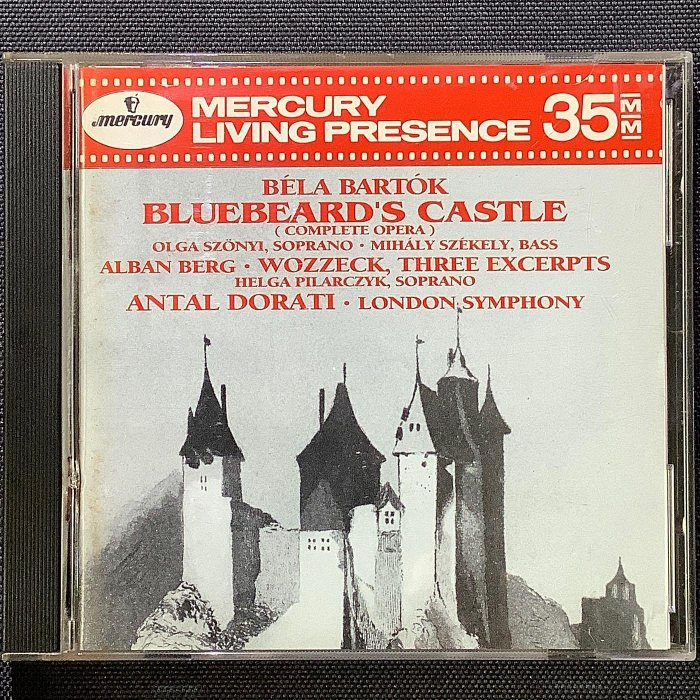 mercury
MERCURY
LIVING PRESENCE
35MM
BÉLA BARTÓK
BLUEBEARD'S CASTLE
( COMPLETE OPERA )
OLGA SZÖNYI, SOPRANO · MIHÁLY SZÉKELY, BASS
ALBAN BERG · WOZZECK, THREE EXCERPTS
HELGA PILARCZYK, SOPRANO
ANTAL DORATI · LONDON SYMPHONY